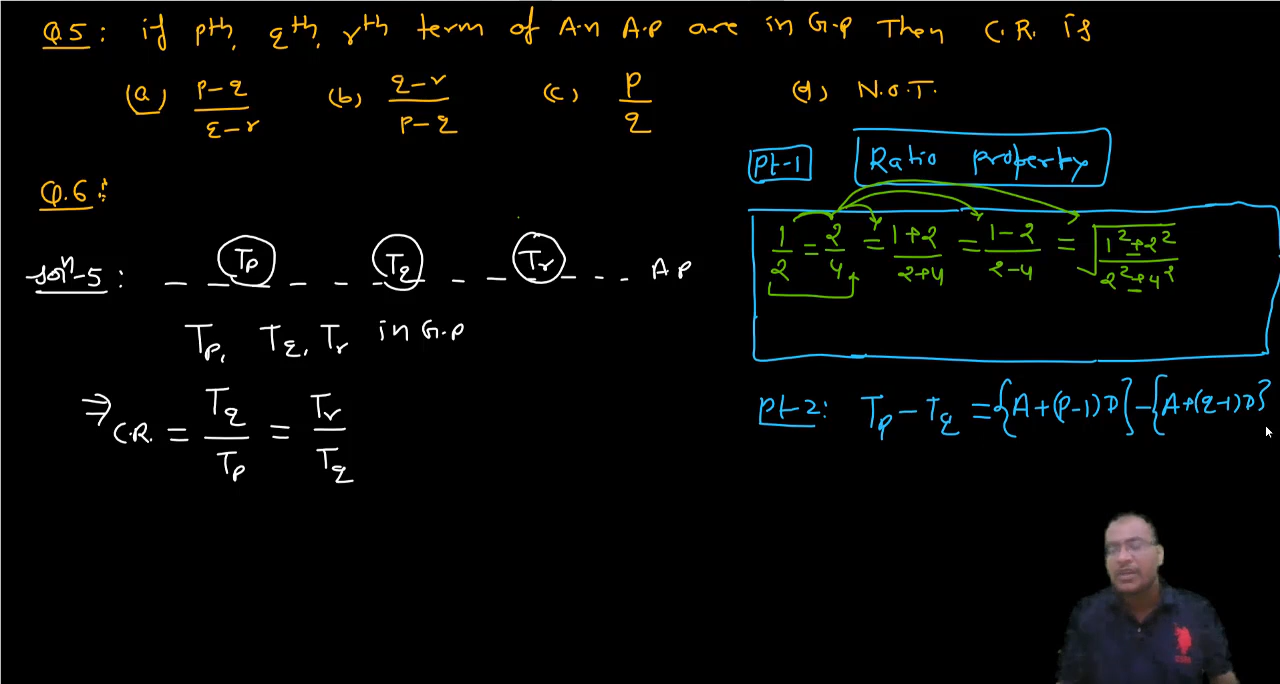 Q.5: if pth, qth, rth term of A.n A.P are in G.p Then C.R. is
(a) p-q/q-r (b) q-r/p-q (c) p/q (d) N.O.T.
Pt-1 Ratio property
Q.6:
1/2 = 2/4 = 1+2/2+4 = 1-2/2-4 = √(1²+2²/2²+4²)
solⁿ-5: - - Tp - - - Tq - - - Tr - - - A.P
Tp, Tq, Tr in G.p
⇒ C.R. = Tq/Tp = Tr/Tq
Pt-2: Tp - Tq = {A+(p-1)D} - {A+(q-1)D}